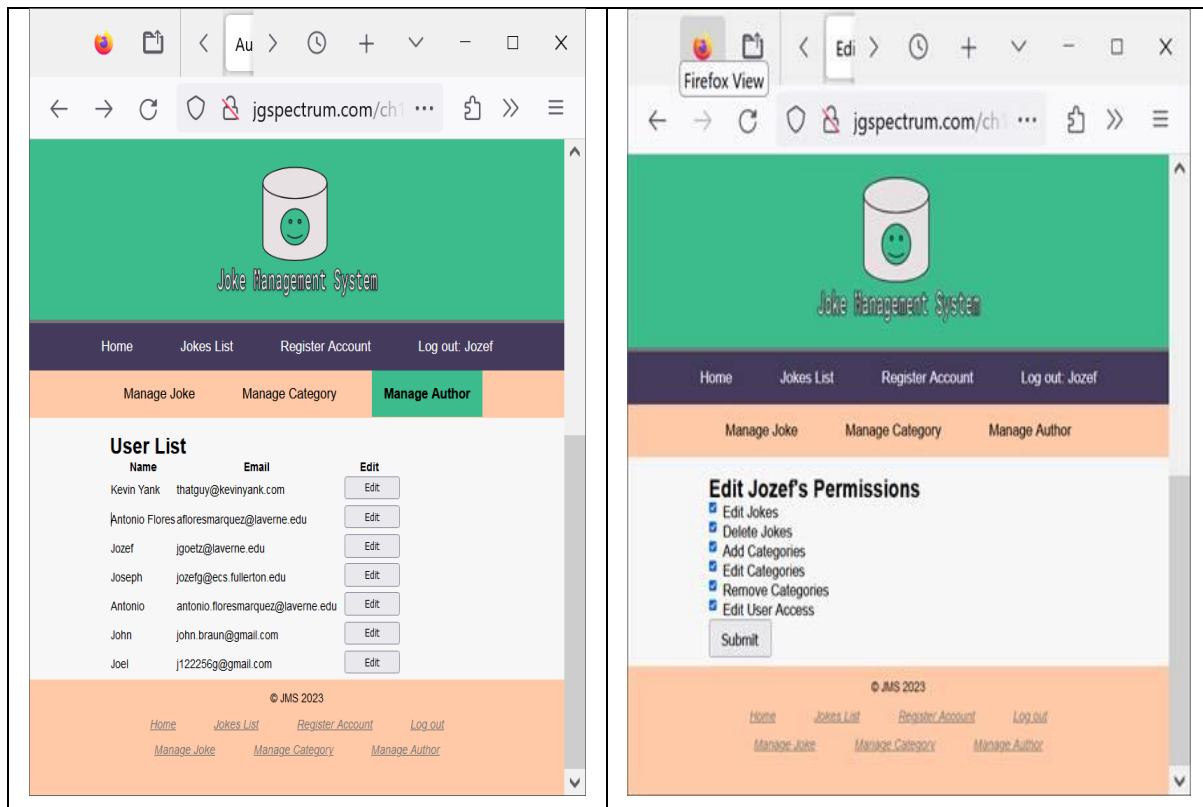 Au
jgspectrum.com/ch
Joke Management System
Home Jokes List Register Account Log out: Jozef
Manage Joke Manage Category Manage Author
User List
Name Email Edit
Kevin Yank thatguy@kevinyank.com Edit
Antonio Flores afloresmarquez@laverne.edu Edit
Jozef jgoetz@laverne.edu Edit
Joseph jozefg@ecs.fullerton.edu Edit
Antonio antonio.floresmarquez@laverne.edu Edit
John john.braun@gmail.com Edit
Joel j122256g@gmail.com Edit
© JMS 2023
Home Jokes List Register Account Log out
Manage Joke Manage Category Manage Author
Edi
Firefox View
jgspectrum.com/ch
Joke Management System
Home Jokes List Register Account Log out: Jozef
Manage Joke Manage Category Manage Author
Edit Jozef's Permissions
Edit Jokes
Delete Jokes
Add Categories
Edit Categories
Remove Categories
Edit User Access
Submit
© JMS 2023
Home Jokes List Register Account Log out
Manage Joke Manage Category Manage Author